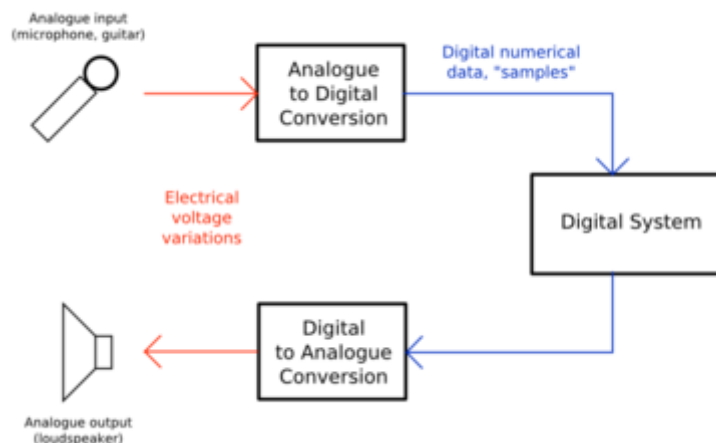 Analogue input
(microphone, guitar)
Analogue
to Digital
Conversion
Digital numerical
data, "samples"
Electrical
voltage
variations
Digital System
Digital
to Analogue
Conversion
Analogue output
(loudspeaker)